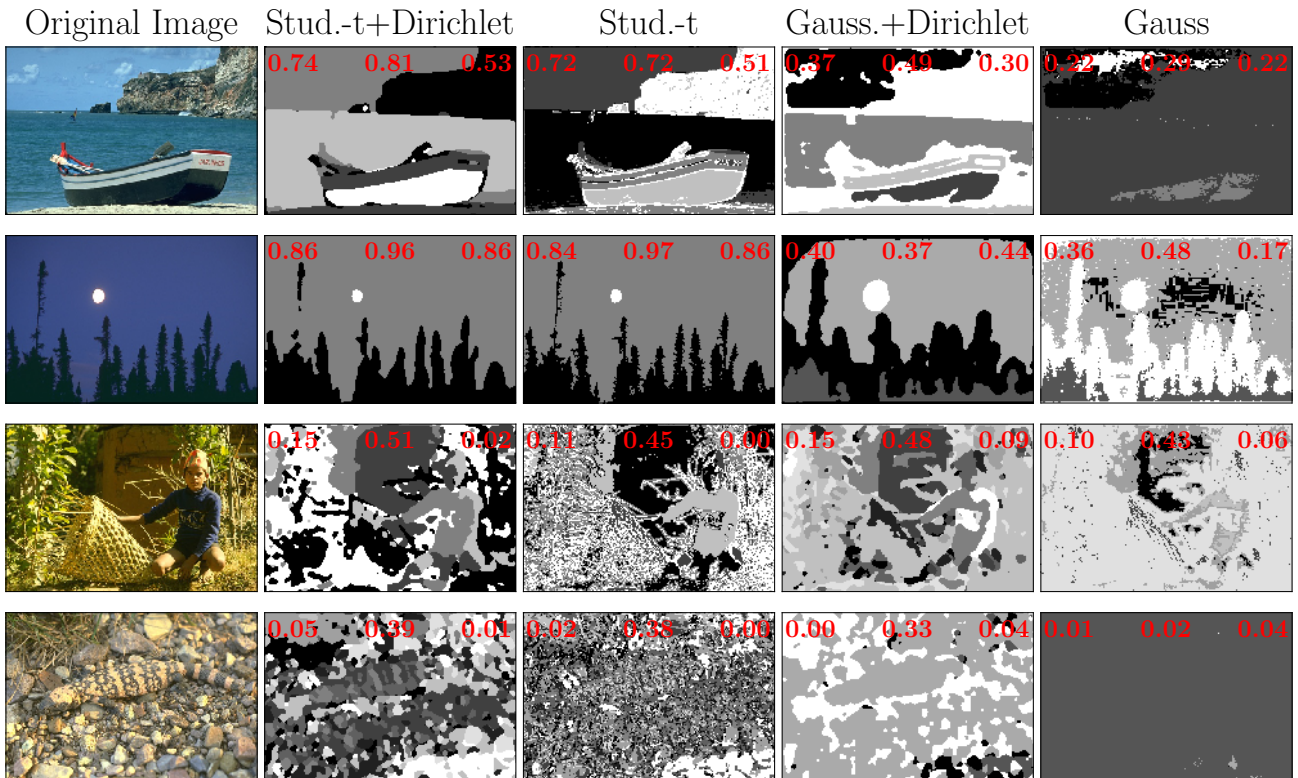 Original Image Stud.-t+Dirichlet Stud.-t Gauss.+Dirichlet Gauss
0.74 0.81 0.53 0.72 0.72 0.51 0.37 0.49 0.30 0.22 0.29 0.22
0.86 0.96 0.86 0.84 0.97 0.86 0.40 0.37 0.44 0.36 0.48 0.17
0.15 0.51 0.02 0.11 0.45 0.00 0.15 0.48 0.09 0.10 0.43 0.06
0.05 0.39 0.01 0.02 0.38 0.00 0.00 0.33 0.04 0.01 0.02 0.04